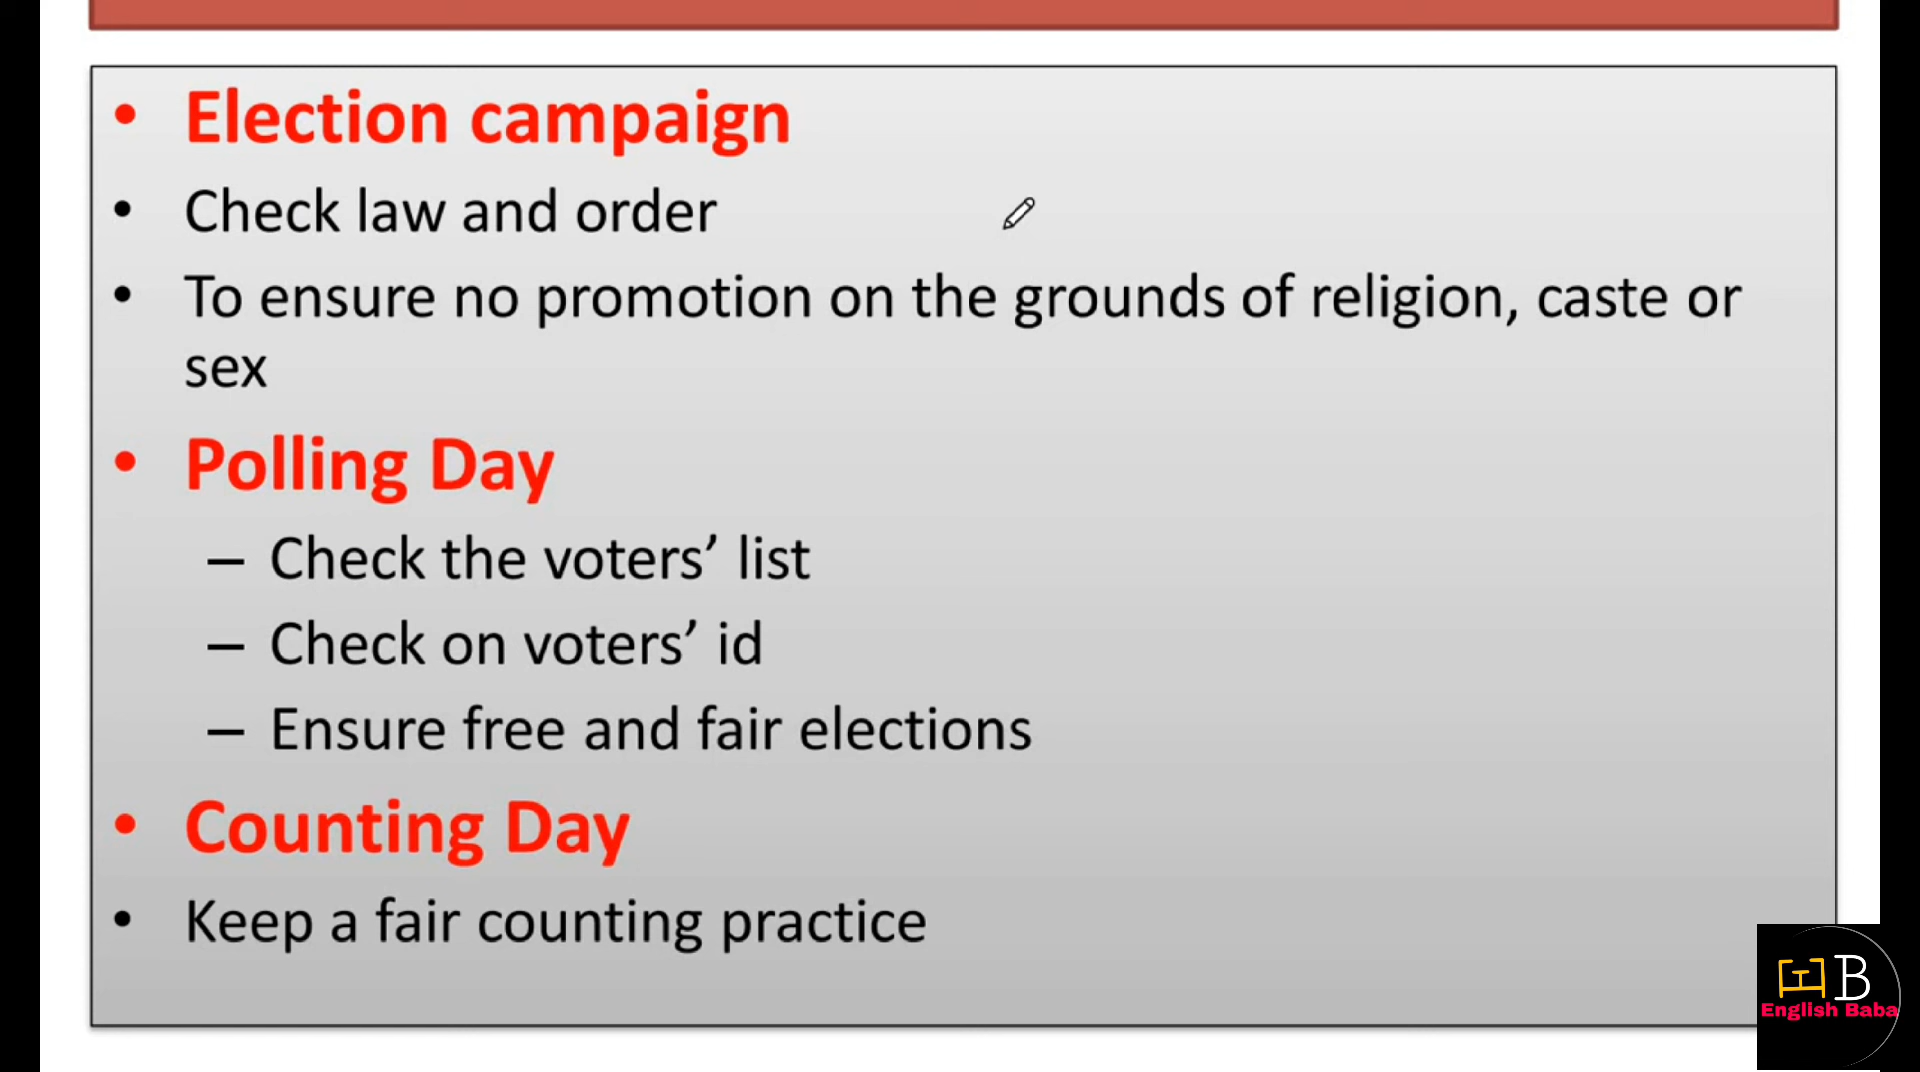 • Election campaign
• Check law and order
• To ensure no promotion on the grounds of religion, caste or
sex
• Polling Day
– Check the voters’ list
– Check on voters’ id
– Ensure free and fair elections
• Counting Day
• Keep a fair counting practice
B
English Baba